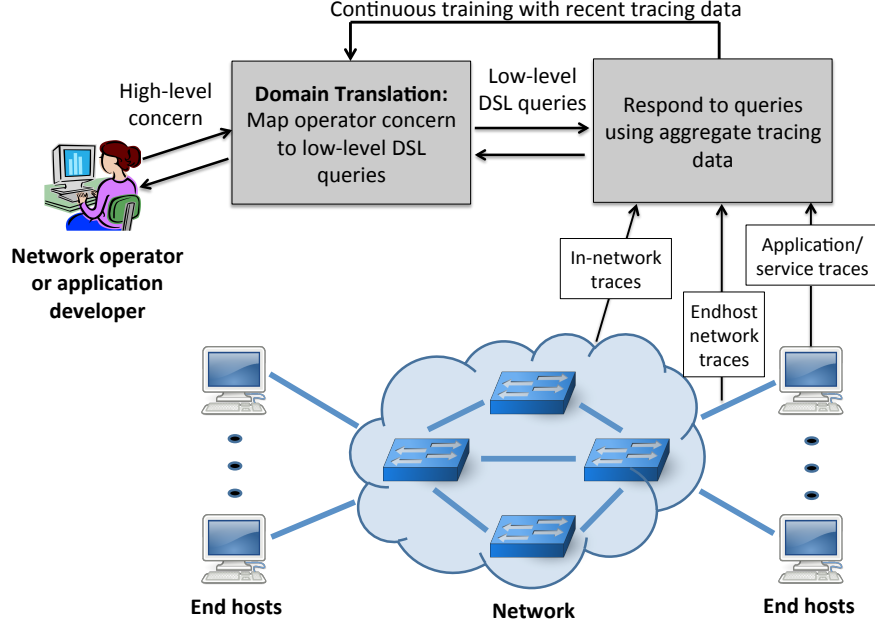 Continuous training with recent tracing data
High-level
concern
Domain Translation:
Map operator concern
to low-level DSL
queries
Low-level
DSL queries
Respond to queries
using aggregate tracing
data
Network operator
or application
developer
In-network
traces
Endhost
network
traces
Application/
service traces
End hosts
Network
End hosts